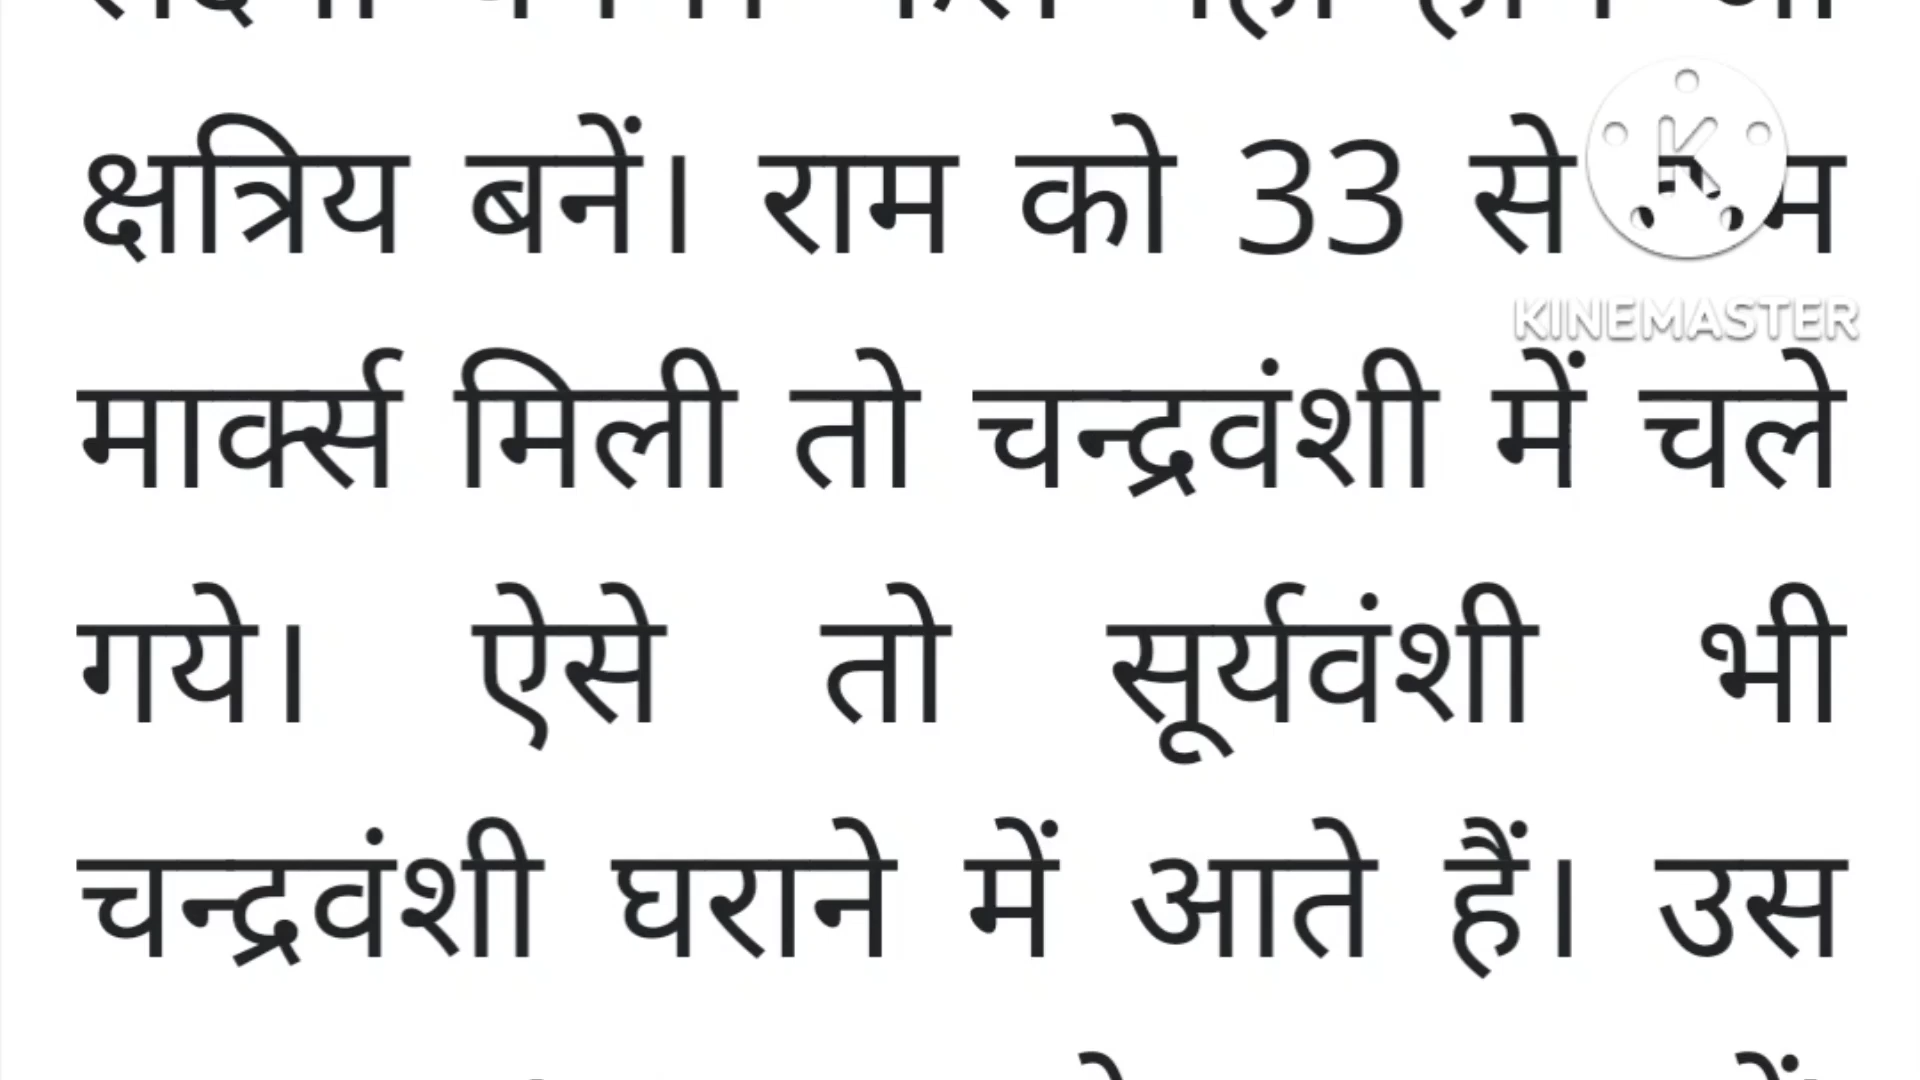 क्षत्रिय बनें। राम को 33 से
KINEMASTER
मार्क्स मिली तो चन्द्रवंशी में चले
गये। ऐसे तो सूर्यवंशी भी
चन्द्रवंशी घराने में आते हैं। उस